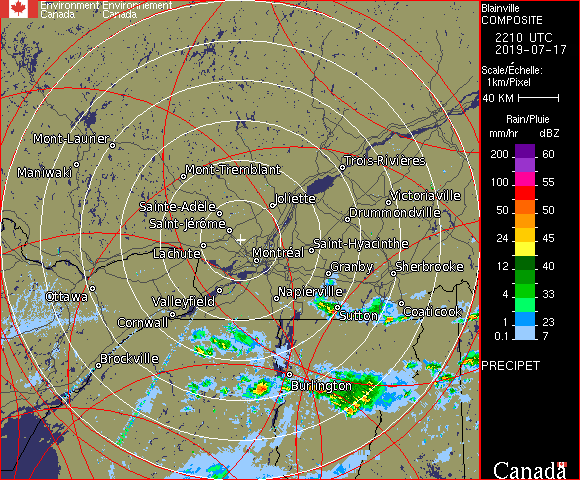 Environment Environnement
Canada Canada
Blainville
COMPOSITE
2210 UTC
2019-07-17
Scale/Échelle:
1km/Pixel
40 KM
Rain/Pluie
mm/hr dBZ
200 60
100 55
50 50
24 45
12 40
4 33
1 23
0.1 7
PRECIPET
Canada
Mont-Laurier
Maniwaki
Mont-Tremblant
Trois-Rivières
Joliette
Victoriaville
Sainte-Adèle
Drummondville
Saint-Jérôme
Saint-Hyacinthe
Lachute
Montréal
Granby
Sherbrooke
Ottawa
Valleyfield
Napierville
Cornwall
Sutton
Coaticook
Brockville
Burlington